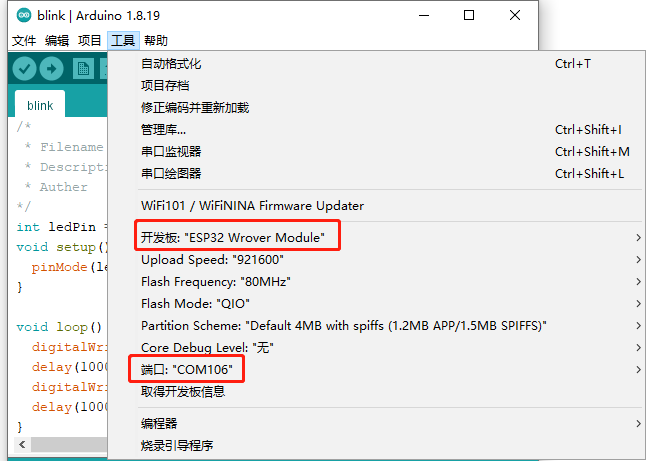 blink | Arduino 1.8.19
文件 编辑 项目 工具 帮助
blink
自动格式化 Ctrl+T
项目存档
修正编码并重新加载
管理库... Ctrl+Shift+I
串口监视器 Ctrl+Shift+M
串口绘图器 Ctrl+Shift+L
WiFi101 / WiFiNINA Firmware Updater
开发板: "ESP32 Wrover Module"
Upload Speed: "921600"
Flash Frequency: "80MHz"
Flash Mode: "QIO"
Partition Scheme: "Default 4MB with spiffs (1.2MB APP/1.5MB SPIFFS)"
Core Debug Level: "无"
端口: "COM106"
取得开发板信息
编程器
烧录引导程序
/*
* Filename
* Descripti
* Auther
*/
int ledPin =
void setup()
pinMode(le
}
void loop()
digitalWri
delay(1000
digitalWri
delay(1000
}